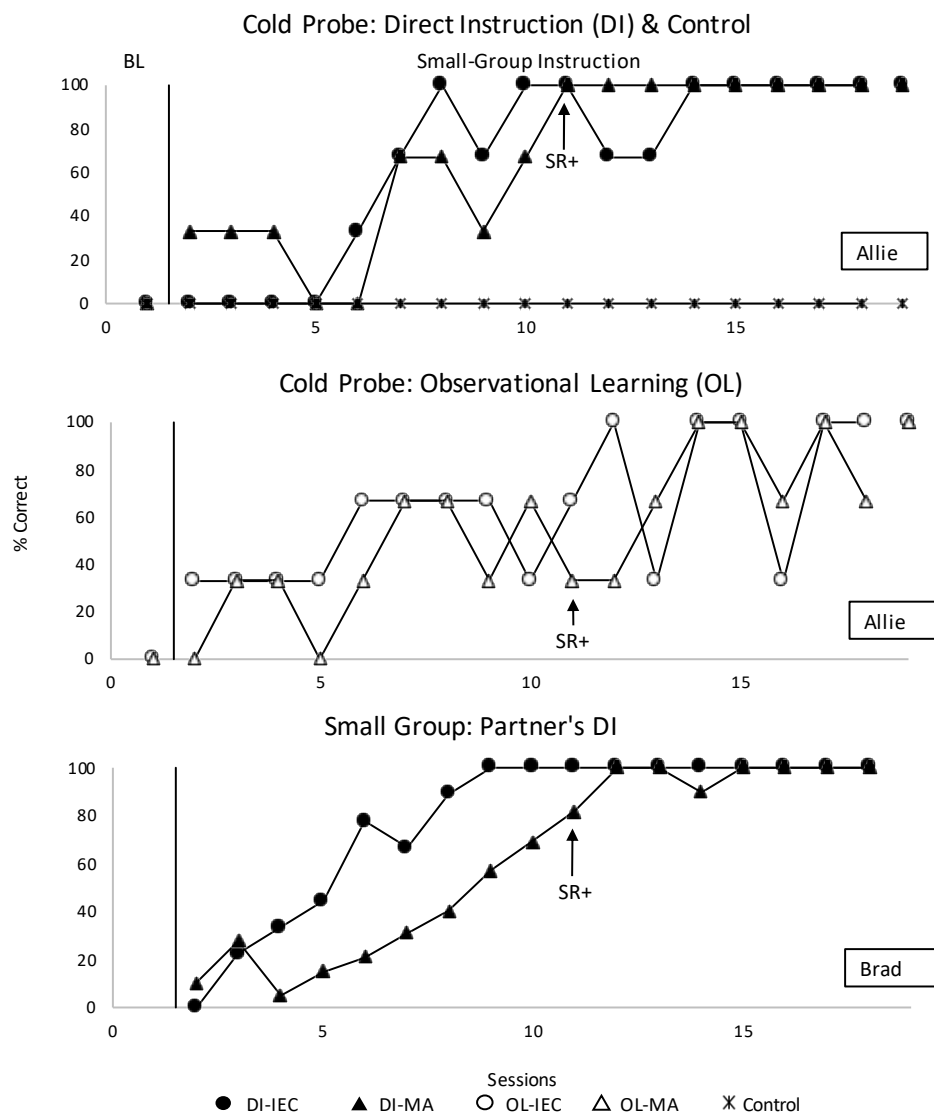 Cold Probe: Direct Instruction (DI) & Control
BL Small-Group Instruction
100
80
60
40
20
0
SR+
Allie
0 5 10 15
Cold Probe: Observational Learning (OL)
% Correct
100
80
60
40
20
0
SR+
Allie
0 5 10 15
Small Group: Partner's DI
100
80
60
40
20
0
SR+
Brad
0 5 10 15
Sessions
DI-IEC DI-MA OL-IEC OL-MA Control